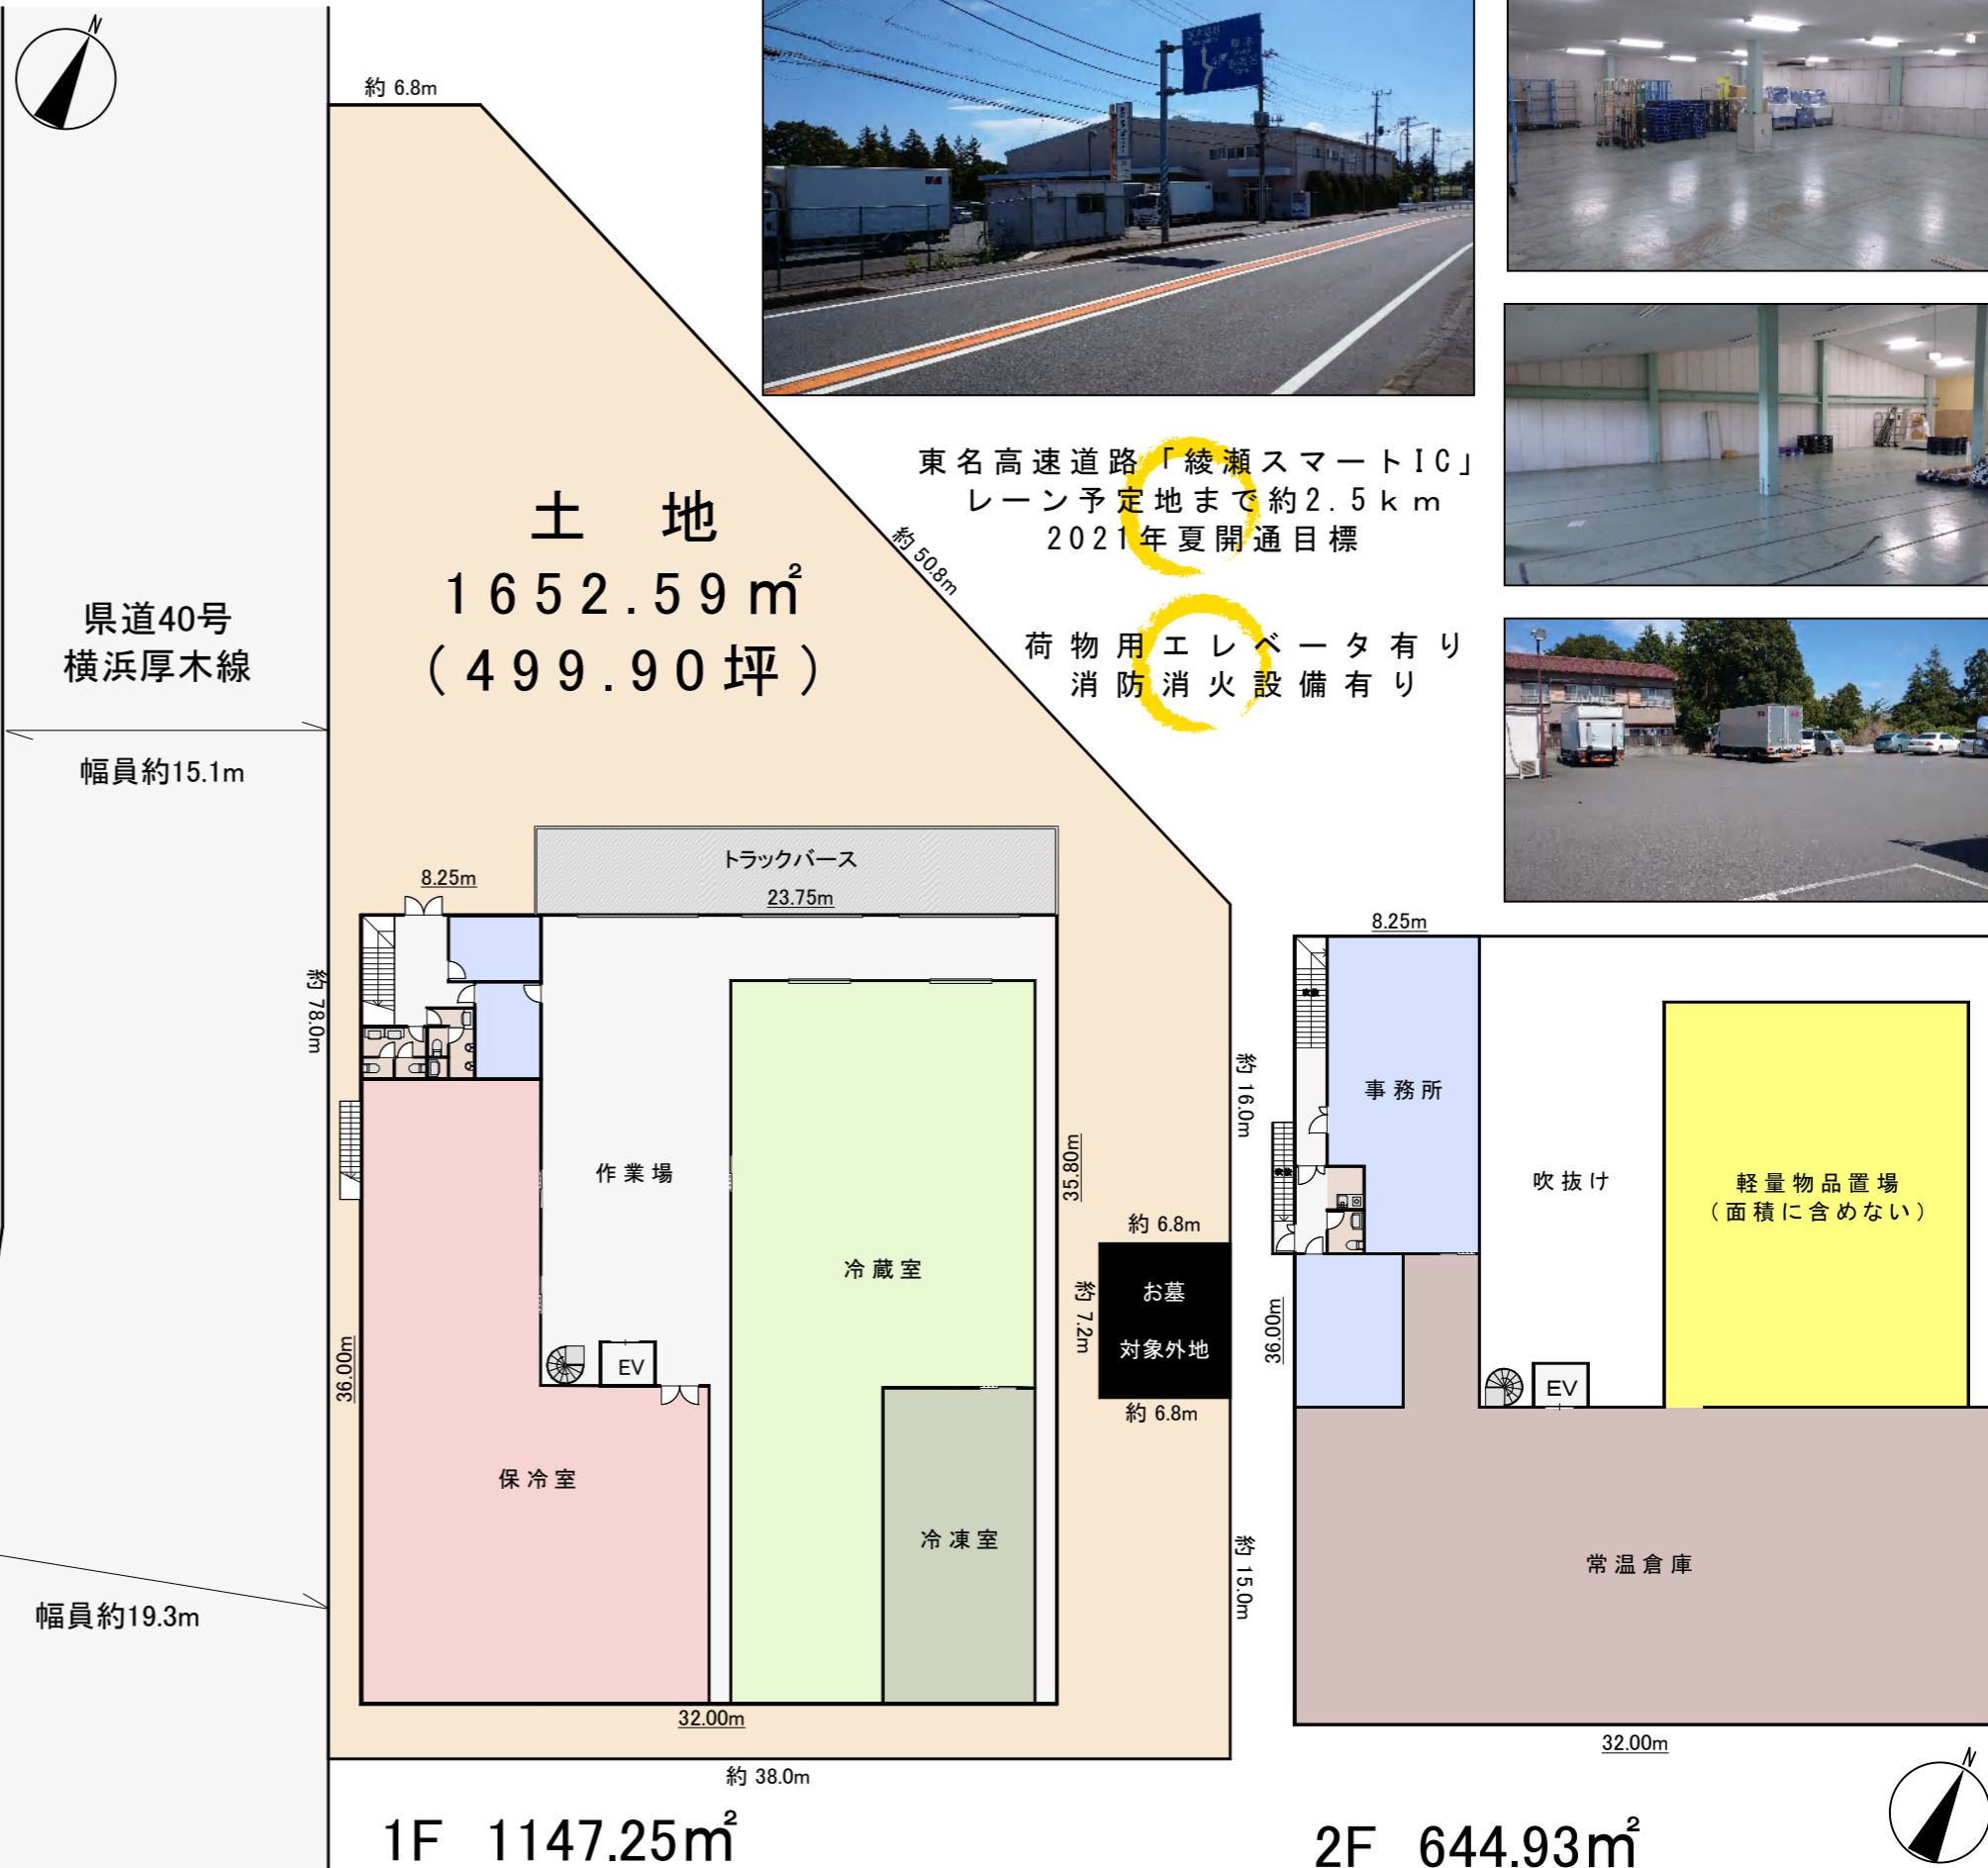 N
約 6.8m
東名高速道路「綾瀬スマートIC」
レーン予定地まで約2.5ｋｍ
2021年夏開通目標
土 地
1652.59㎡
（499.90坪）
約 50.8m
荷物用エレベータ有り
消防消火設備有り
県道40号
横浜厚木線
幅員約15.1m
トラックバース
8.25m
23.75m
約 78.0m
作業場
35.80m
約 16.0m
冷蔵室
約 6.8m
お墓
対象外地
約 7.2m
約 6.8m
EV
36.00m
保冷室
冷凍室
約 15.0m
幅員約19.3m
32.00m
約 38.0m
1F 1147.25㎡
8.25m
事務所
吹抜け
軽量物品置場
（面積に含めない）
36.00m
EV
常温倉庫
32.00m
N
2F 644.93㎡